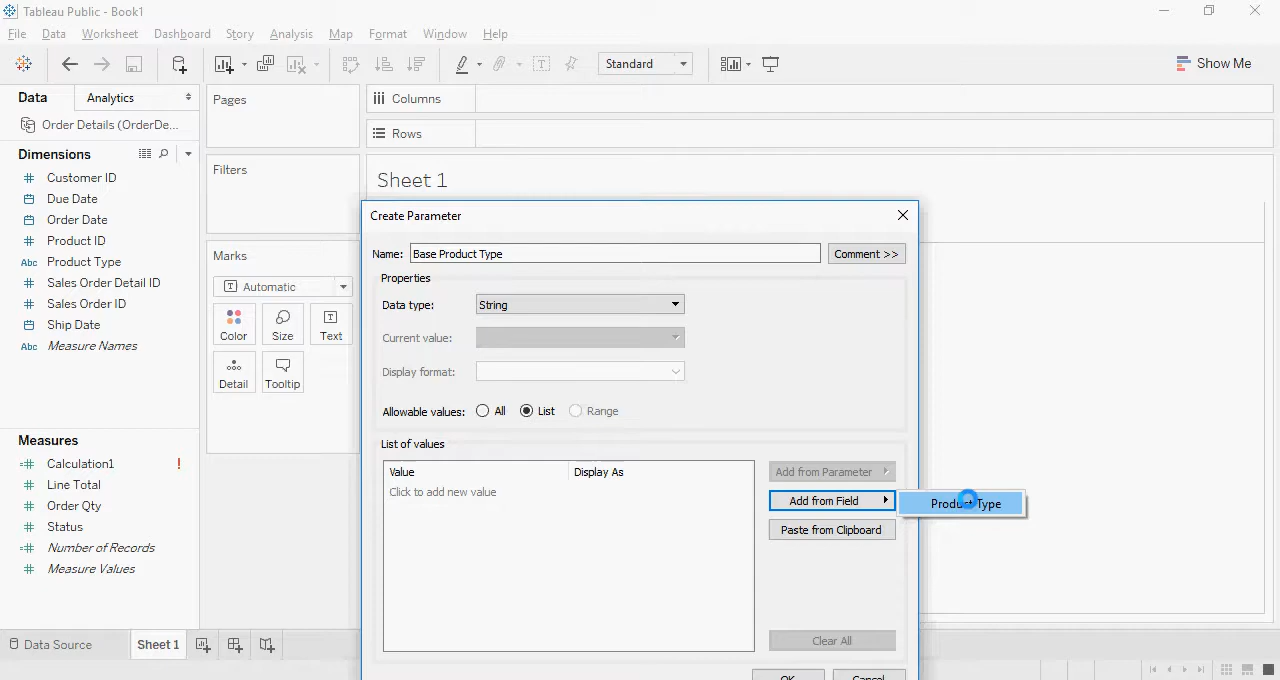 Tableau Public - Book1
File Data Worksheet Dashboard Story Analysis Map Format Window Help
Standard
Show Me
Data
Analytics
Order Details (OrderDe...
Dimensions
Customer ID
Due Date
Order Date
Product ID
Abc Product Type
Sales Order Detail ID
Sales Order ID
Ship Date
Abc Measure Names
Measures
Calculation1 !
Line Total
Order Qty
Status
Number of Records
Measure Values
Pages
Filters
Marks
Automatic
Color Size Text
Detail Tooltip
Columns
Rows
Sheet 1
Create Parameter
Name: Base Product Type Comment >>
Properties
Data type: String
Current value:
Display format:
Allowable values: All List Range
List of values
Value Display As
Click to add new value
Add from Parameter
Add from Field
Product Type
Paste from Clipboard
Clear All
OK Cancel
Data Source Sheet 1